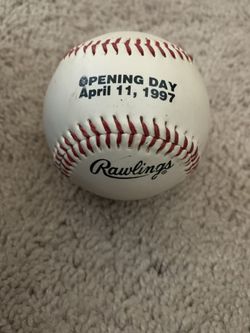 OPENING DAY
April 11, 1997
Rawlings